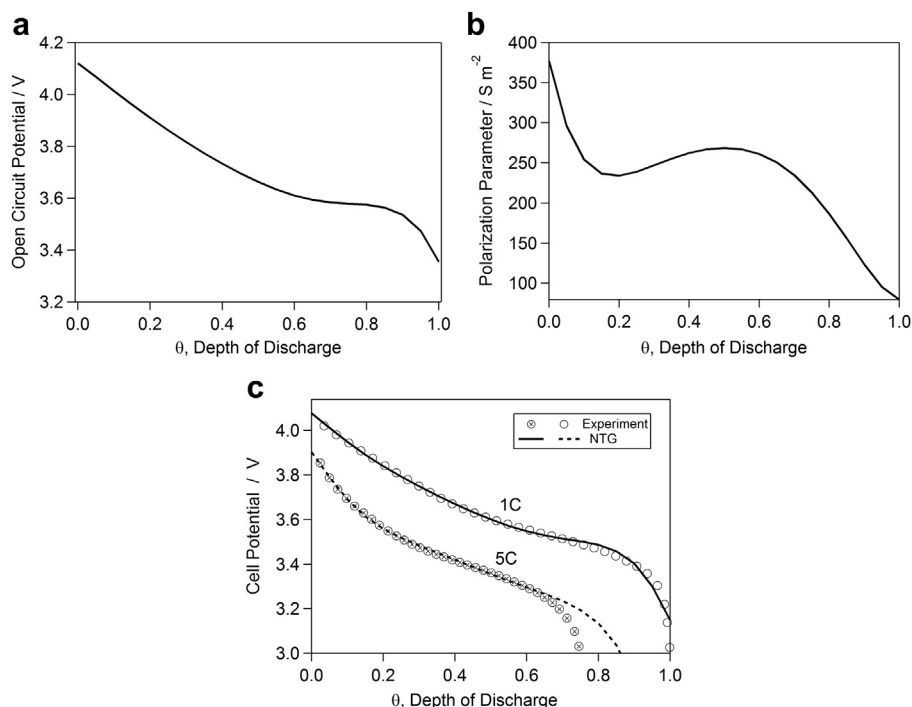 a
4.2
4.0
3.8
3.6
3.4
3.2
Open Circuit Potential / V
0.0 0.2 0.4 0.6 0.8 1.0
θ, Depth of Discharge
b
400
350
300
250
200
150
100
Polarization Parameter / S m⁻²
0.0 0.2 0.4 0.6 0.8 1.0
θ, Depth of Discharge
c
4.0
3.8
3.6
3.4
3.2
3.0
Cell Potential / V
Experiment
NTG
1C
5C
0.0 0.2 0.4 0.6 0.8 1.0
θ, Depth of Discharge